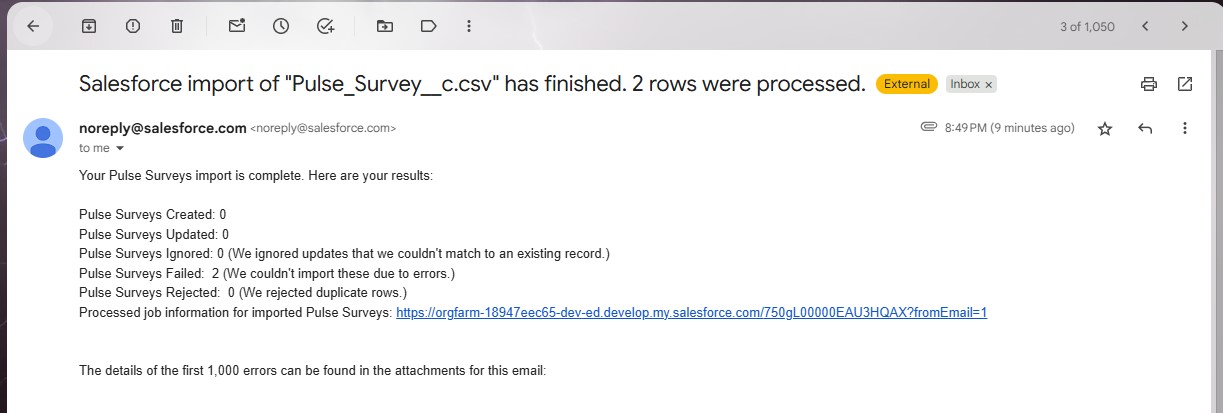 3 of 1,050
Salesforce import of "Pulse_Survey__c.csv" has finished. 2 rows were processed. External Inbox ×
noreply@salesforce.com <noreply@salesforce.com> 8:49 PM (9 minutes ago)
to me
Your Pulse Surveys import is complete. Here are your results:
Pulse Surveys Created: 0
Pulse Surveys Updated: 0
Pulse Surveys Ignored: 0 (We ignored updates that we couldn't match to an existing record.)
Pulse Surveys Failed: 2 (We couldn't import these due to errors.)
Pulse Surveys Rejected: 0 (We rejected duplicate rows.)
Processed job information for imported Pulse Surveys: https://orgfarm-18947eec65-dev-ed.develop.my.salesforce.com/750gL00000EAU3HQAX?fromEmail=1
The details of the first 1,000 errors can be found in the attachments for this email: